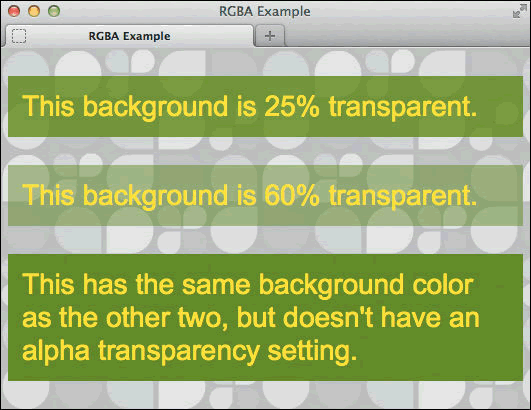 RGBA Example
RGBA Example
This background is 25% transparent.
This background is 60% transparent.
This has the same background color
as the other two, but doesn't have an
alpha transparency setting.